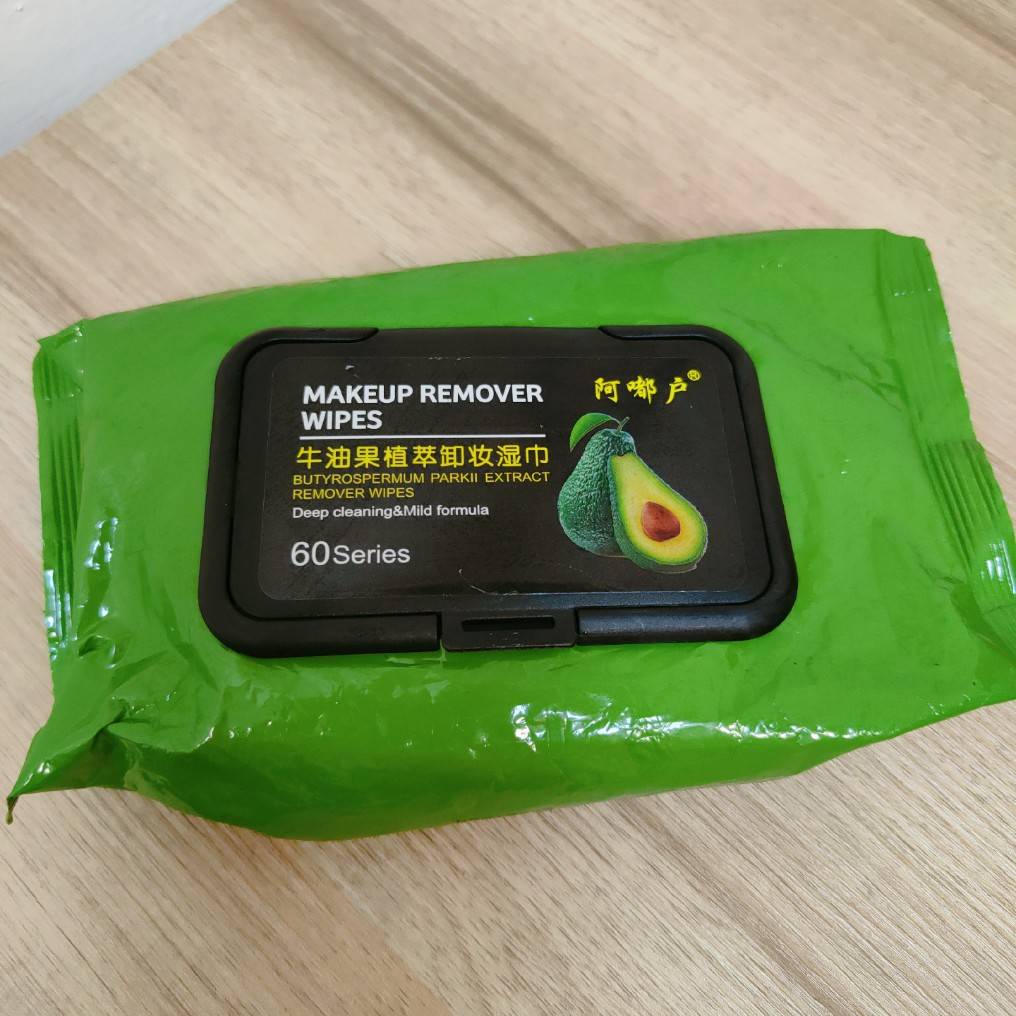 MAKEUP REMOVER
WIPES
阿嘟户®
牛油果植萃卸妆湿巾
BUTYROSPERMUM PARKII EXTRACT
REMOVER WIPES
Deep cleaning&Mild formula
60Series